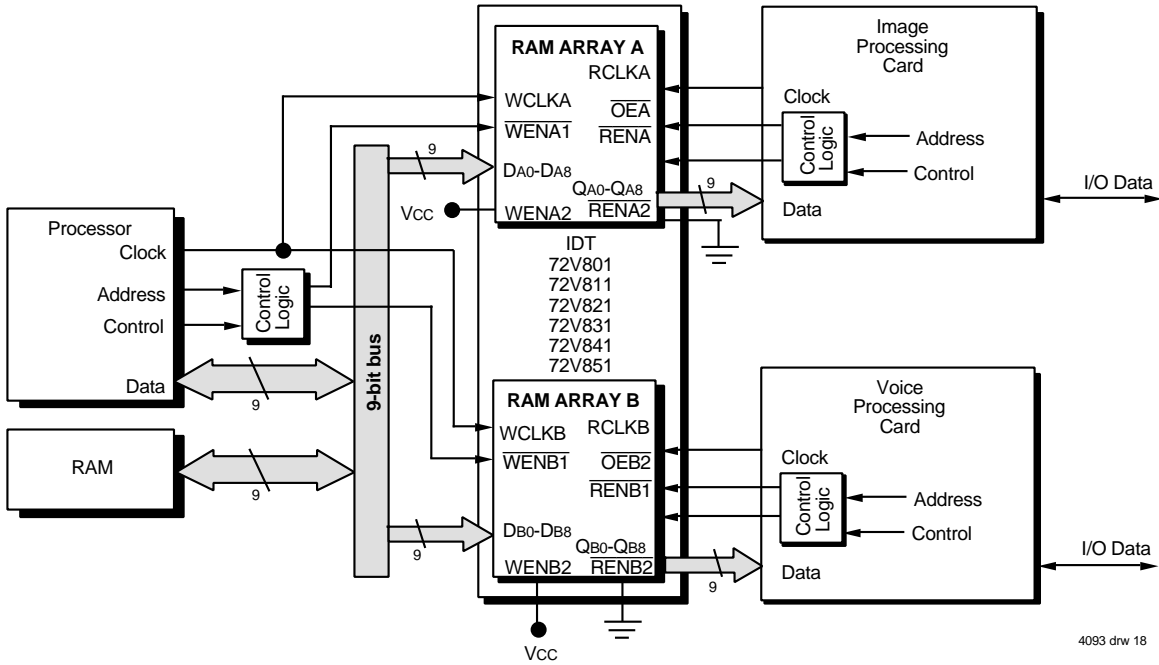 Processor
Clock
Address
Control
Data
Control Logic
9
RAM
9
9-bit bus
9
9
VCC
RAM ARRAY A
RCLKA
WCLKA
OEA
WENA1
RENA
DA0-DA8
QA0-QA8
WENA2
RENA2
9
IDT
72V801
72V811
72V821
72V831
72V841
72V851
RAM ARRAY B
WCLKB
RCLKB
WENB1
OEB2
RENB1
DB0-DB8
QB0-QB8
WENB2
RENB2
9
VCC
Image
Processing
Card
Clock
Control
Logic
Address
Control
Data
I/O Data
Voice
Processing
Card
Clock
Control
Logic
Address
Control
Data
I/O Data
4093 drw 18